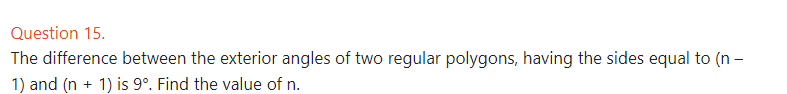 Question 15.
The difference between the exterior angles of two regular polygons, having the sides equal to (n –
1) and (n + 1) is 9°. Find the value of n.